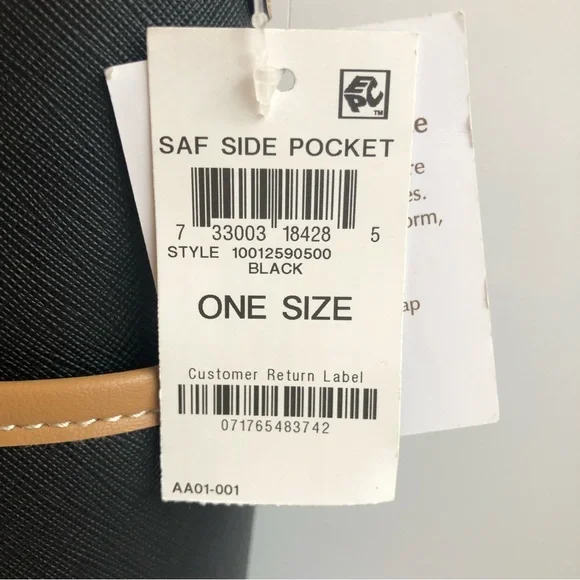 EPC
TM
SAF SIDE POCKET
7 33003 18428 5
STYLE 10012590500
BLACK
ONE SIZE
Customer Return Label
071765483742
AA01-001
e
re
es.
orm,
ap